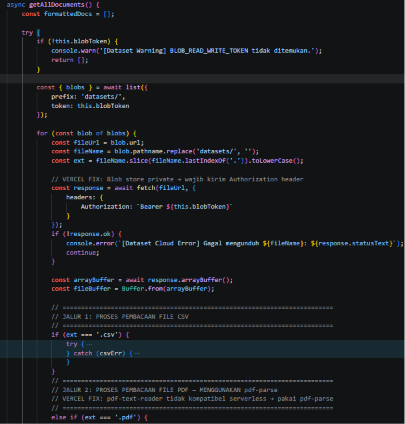 async getAllDocuments() {
const formattedDocs = [];
try {
if (!this.blobToken) {
console.warn('[Dataset Warning] BLOB_READ_WRITE_TOKEN tidak ditemukan.');
return [];
}
const { blobs } = await list({
prefix: 'datasets/',
token: this.blobToken
});
for (const blob of blobs) {
const fileUrl = blob.url;
const fileName = blob.pathname.replace('datasets/', '');
const ext = fileName.slice(fileName.lastIndexOf('.')).toLowerCase();
// VERCEL FIX: Blob store private → wajib kirim Authorization header
const response = await fetch(fileUrl, {
headers: {
Authorization: `Bearer ${this.blobToken}`
}
});
if (!response.ok) {
console.error(`[Dataset Cloud Error] Gagal mengunduh ${fileName}: ${response.statusText}`);
continue;
}
const arrayBuffer = await response.arrayBuffer();
const fileBuffer = Buffer.from(arrayBuffer);
// ==================================================================
// JALUR 1: PROSES PEMBACAAN FILE CSV
// ==================================================================
if (ext === '.csv') {
try {…
} catch (csvErr) {…
}
}
// ==================================================================
// JALUR 2: PROSES PEMBACAAN FILE PDF — MENGGUNAKAN pdf-parse
// VERCEL FIX: pdf-text-reader tidak kompatibel serverless → pakai pdf-parse
// ==================================================================
else if (ext === '.pdf') {